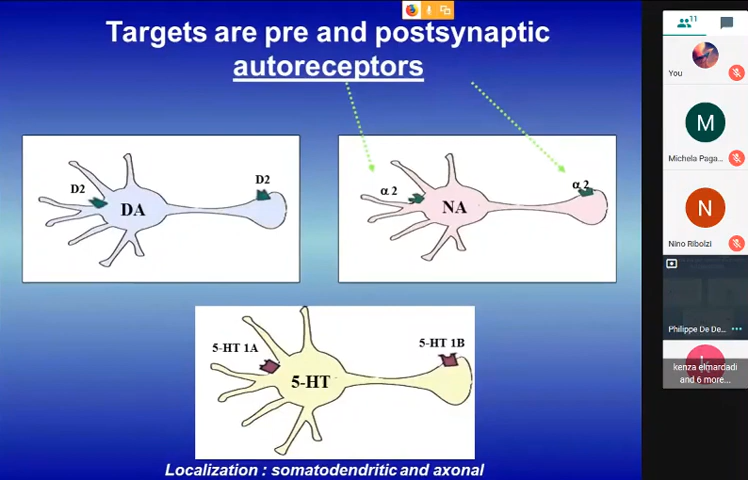 Targets are pre and postsynaptic
autoreceptors
D2
D2
DA
α 2
α 2
NA
5-HT 1A
5-HT 1B
5-HT
Localization : somatodendritic and axonal
11
You
M
Michela Paga...
N
Nino Ribolzi
Philippe De De...
k
kenza elmardadi
and 6 more...